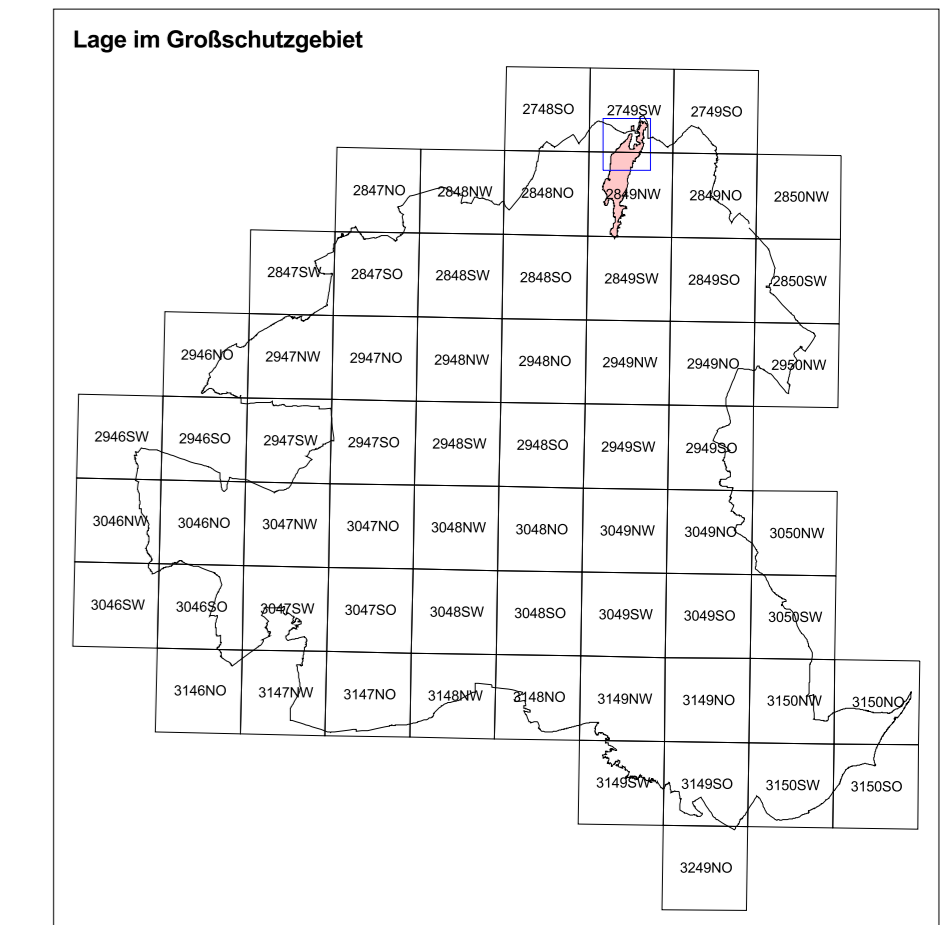 Lage im Großschutzgebiet
2748SO 2749SW 2749SO
2847NO 2848NW 2848NO 2849NW 2849NO 2850NW
2847SW 2847SO 2848SW 2848SO 2849SW 2849SO 2850SW
2946NO 2947NW 2947NO 2948NW 2948NO 2949NW 2949NO 2950NW
2946SW 2946SO 2947SW 2947SO 2948SW 2948SO 2949SW 2949SO
3046NW 3046NO 3047NW 3047NO 3048NW 3048NO 3049NW 3049NO 3050NW
3046SW 3046SO 3047SW 3047SO 3048SW 3048SO 3049SW 3049SO 3050SW
3146NO 3147NW 3147NO 3148NW 3148NO 3149NW 3149NO 3150NW 3150NO
3149SW 3149SO 3150SW 3150SO
3249NO